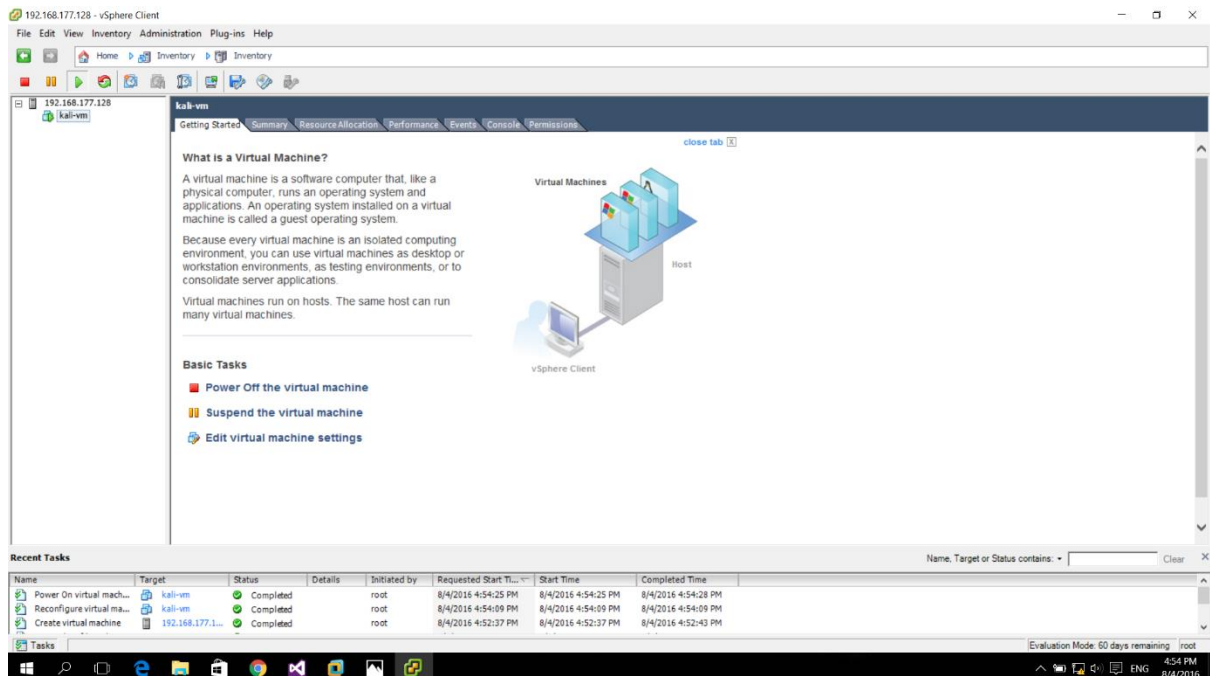 192.168.177.128 - vSphere Client
File Edit View Inventory Administration Plug-ins Help
Home Inventory Inventory
192.168.177.128
kali-vm
kali-vm
Getting Started Summary Resource Allocation Performance Events Console Permissions
close tab X
What is a Virtual Machine?
A virtual machine is a software computer that, like a
physical computer, runs an operating system and
applications. An operating system installed on a virtual
machine is called a guest operating system.
Because every virtual machine is an isolated computing
environment, you can use virtual machines as desktop or
workstation environments, as testing environments, or to
consolidate server applications.
Virtual machines run on hosts. The same host can run
many virtual machines.
Virtual Machines
Host
vSphere Client
Basic Tasks
Power Off the virtual machine
Suspend the virtual machine
Edit virtual machine settings
Recent Tasks
Name, Target or Status contains:
Clear
Name Target Status Details Initiated by Requested Start Ti... Start Time Completed Time
Power On virtual mach... kali-vm Completed root 8/4/2016 4:54:25 PM 8/4/2016 4:54:25 PM 8/4/2016 4:54:28 PM
Reconfigure virtual ma... kali-vm Completed root 8/4/2016 4:54:09 PM 8/4/2016 4:54:09 PM 8/4/2016 4:54:09 PM
Create virtual machine 192.168.177.1... Completed root 8/4/2016 4:52:37 PM 8/4/2016 4:52:37 PM 8/4/2016 4:52:43 PM
Tasks
Evaluation Mode: 60 days remaining root
ENG
4:54 PM
8/4/2016